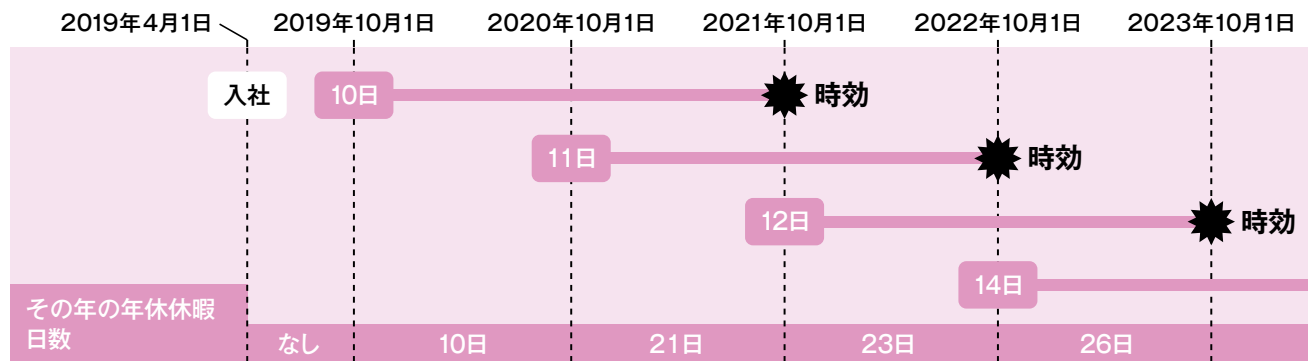 2019年4月1日 2019年10月1日 2020年10月1日 2021年10月1日 2022年10月1日 2023年10月1日
入社 10日 時効
11日 時効
12日 時効
14日
その年の年休休暇
日数
なし 10日 21日 23日 26日